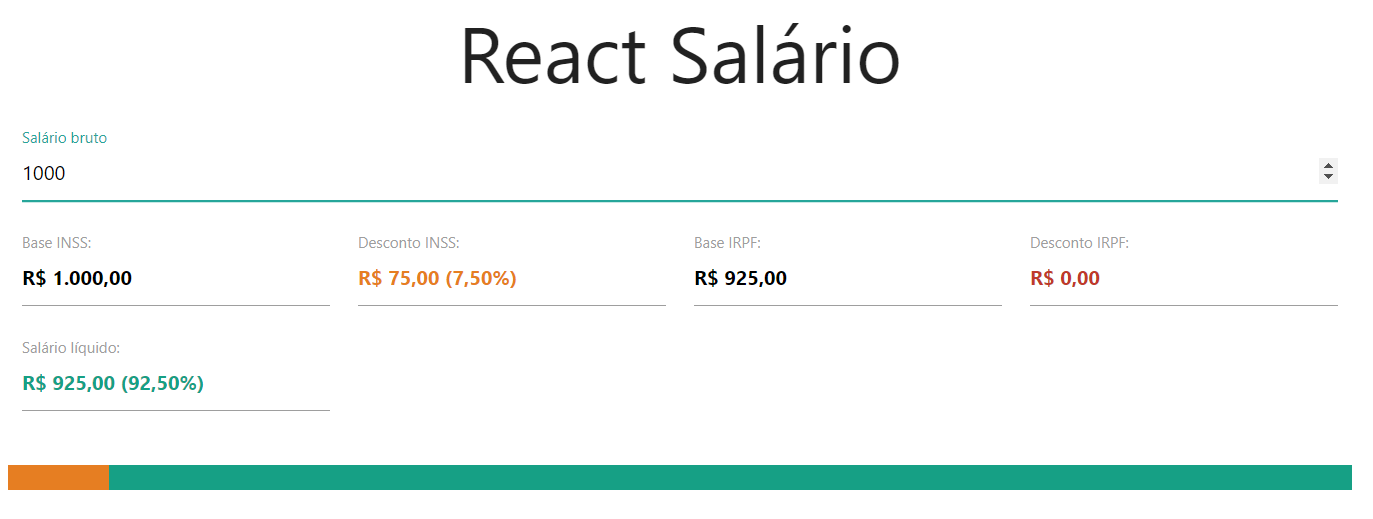 React Salário
Salário bruto
1000
Base INSS:
Desconto INSS:
Base IRPF:
Desconto IRPF:
R$ 1.000,00
R$ 75,00 (7,50%)
R$ 925,00
R$ 0,00
Salário líquido:
R$ 925,00 (92,50%)